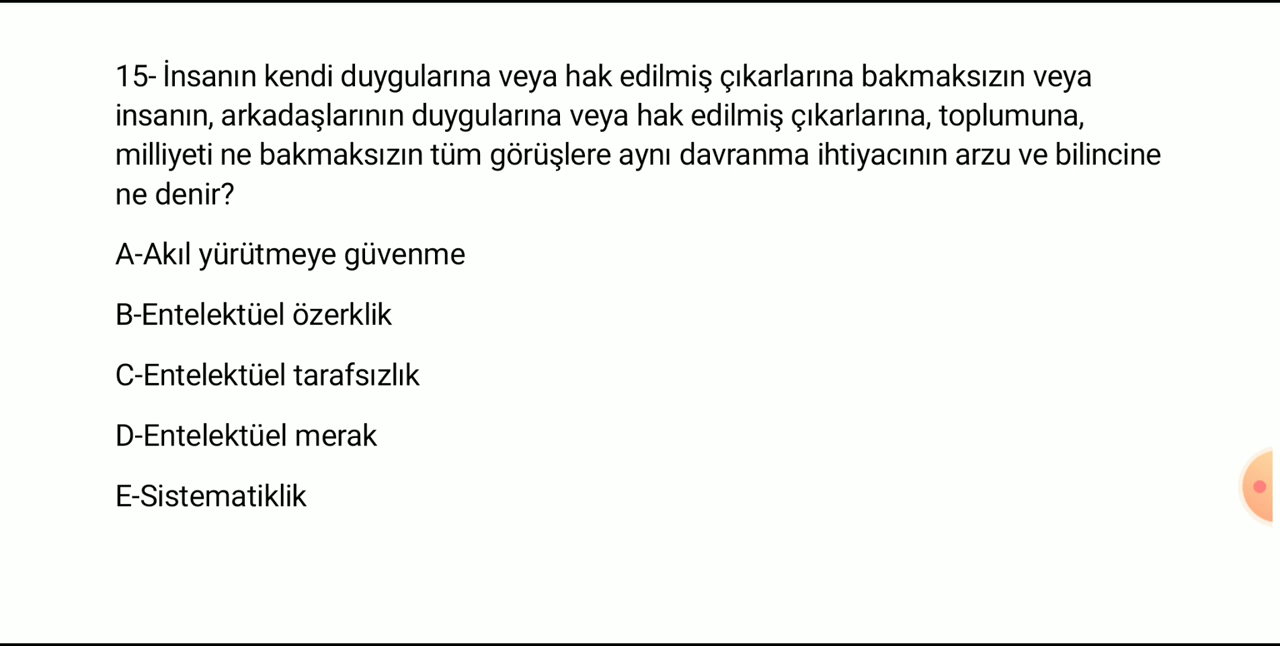 15- İnsanın kendi duygularına veya hak edilmiş çıkarlarına bakmaksızın veya
insanın, arkadaşlarının duygularına veya hak edilmiş çıkarlarına, toplumuna,
milliyeti ne bakmaksızın tüm görüşlere aynı davranma ihtiyacının arzu ve bilincine
ne denir?
A-Akıl yürütmeye güvenme
B-Entelektüel özerklik
C-Entelektüel tarafsızlık
D-Entelektüel merak
E-Sistematiklik